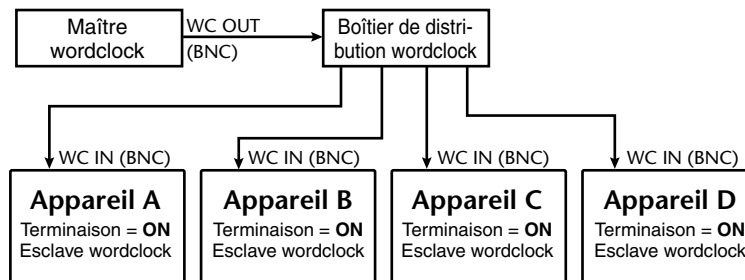 Maître
wordclock
WC OUT
(BNC)
Boîtier de distri-
bution wordclock
WC IN (BNC)
WC IN (BNC)
WC IN (BNC)
WC IN (BNC)
Appareil A
Terminaison = ON
Esclave wordclock
Appareil B
Terminaison = ON
Esclave wordclock
Appareil C
Terminaison = ON
Esclave wordclock
Appareil D
Terminaison = ON
Esclave wordclock